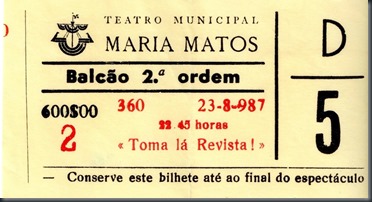 TEATRO MUNICIPAL
MARIA MATOS
Balcão 2.ª ordem
600$00 360 23-8-987
2 22 45 horas
« Toma lá Revista! »
— Conserve este bilhete até ao final do espectáculo
D
5